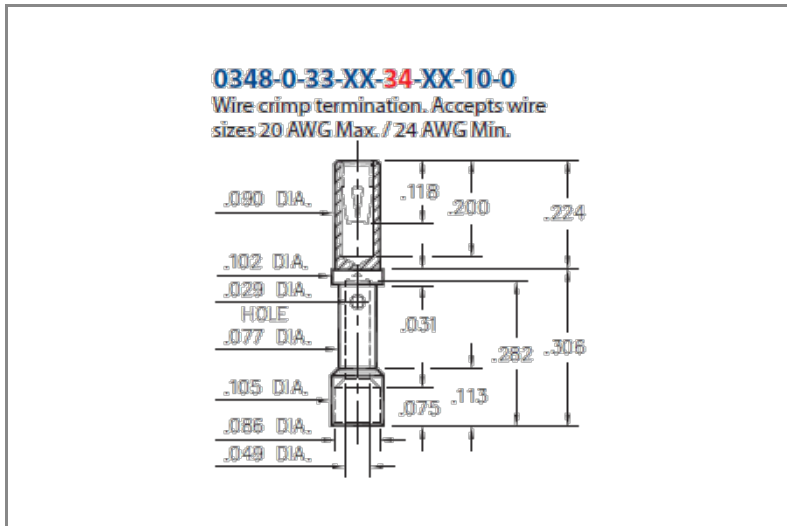 0348-0-33-XX-34-XX-10-0
Wire crimp termination. Accepts wire
sizes 20 AWG Max. / 24 AWG Min.
.090 DIA.
.118
.200
.224
.102 DIA.
.029 DIA.
HOLE
.077 DIA.
.031
.282
.306
.105 DIA.
.075
.113
.086 DIA.
.049 DIA.